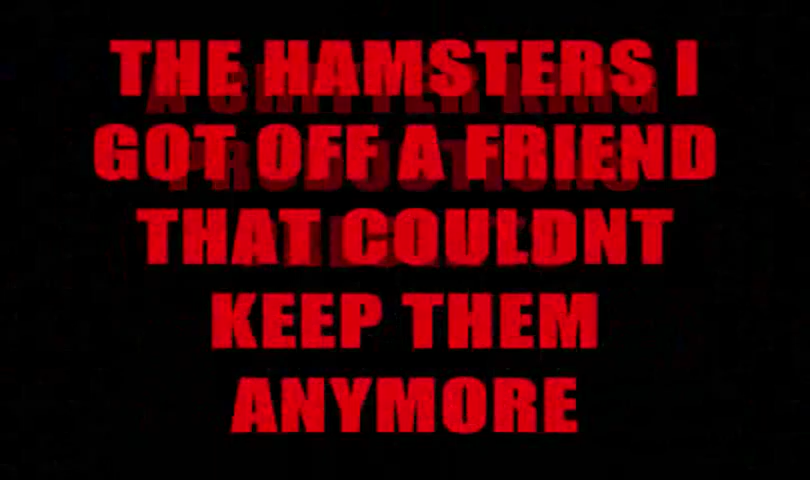 THE HAMSTERS I
GOT OFF A FRIEND
THAT COULDNT
KEEP THEM
ANYMORE